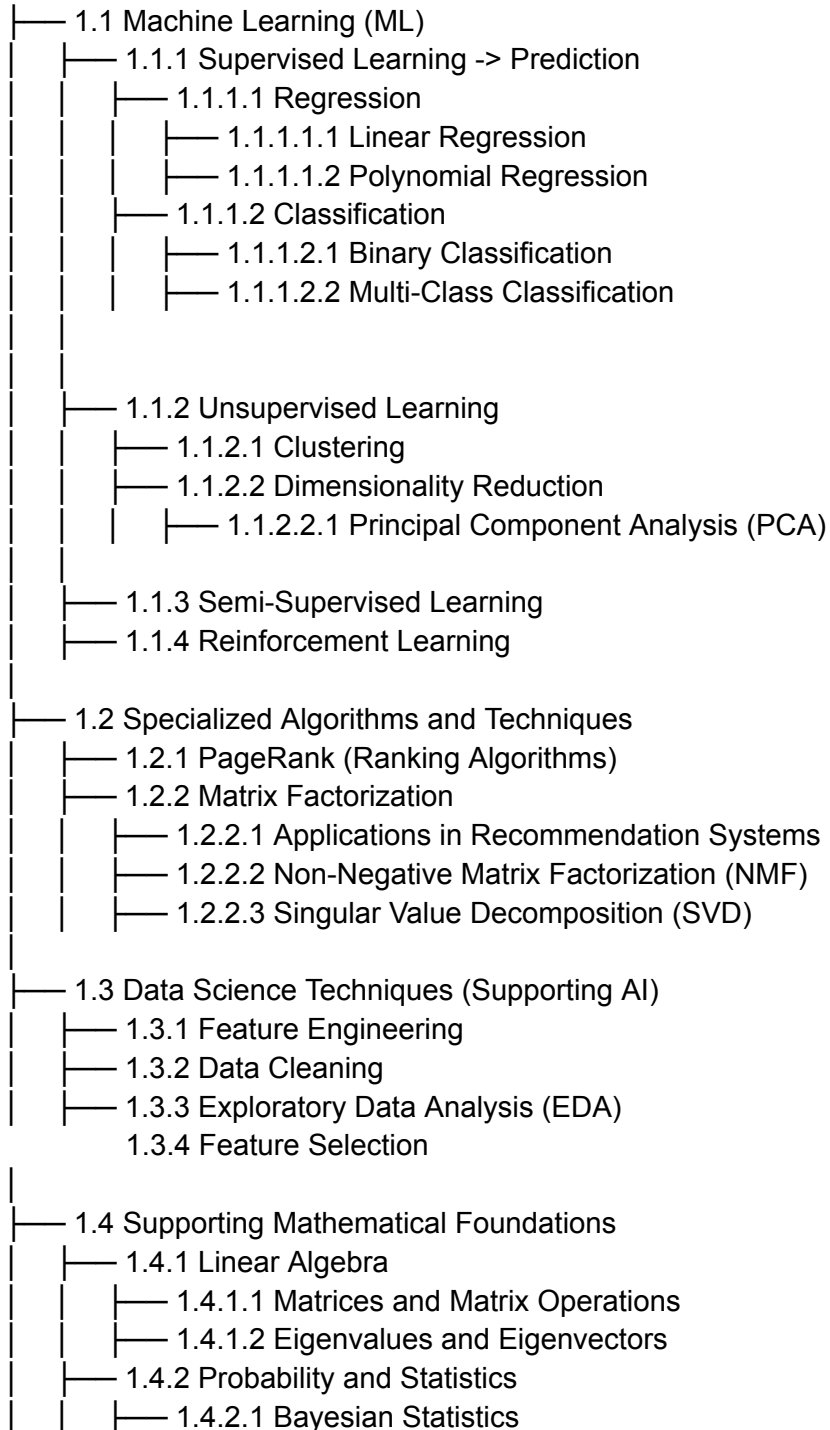 ├── 1.1 Machine Learning (ML)
│   ├── 1.1.1 Supervised Learning -> Prediction
│   │   ├── 1.1.1.1 Regression
│   │   │   ├── 1.1.1.1.1 Linear Regression
│   │   │   ├── 1.1.1.1.2 Polynomial Regression
│   │   ├── 1.1.1.2 Classification
│   │   │   ├── 1.1.1.2.1 Binary Classification
│   │   │   ├── 1.1.1.2.2 Multi-Class Classification
│   │
│   │
│   ├── 1.1.2 Unsupervised Learning
│   │   ├── 1.1.2.1 Clustering
│   │   ├── 1.1.2.2 Dimensionality Reduction
│   │   │   ├── 1.1.2.2.1 Principal Component Analysis (PCA)
│   │
│   ├── 1.1.3 Semi-Supervised Learning
│   ├── 1.1.4 Reinforcement Learning
│
├── 1.2 Specialized Algorithms and Techniques
│   ├── 1.2.1 PageRank (Ranking Algorithms)
│   ├── 1.2.2 Matrix Factorization
│   │   ├── 1.2.2.1 Applications in Recommendation Systems
│   │   ├── 1.2.2.2 Non-Negative Matrix Factorization (NMF)
│   │   ├── 1.2.2.3 Singular Value Decomposition (SVD)
│
├── 1.3 Data Science Techniques (Supporting AI)
│   ├── 1.3.1 Feature Engineering
│   ├── 1.3.2 Data Cleaning
│   ├── 1.3.3 Exploratory Data Analysis (EDA)
        1.3.4 Feature Selection
│
├── 1.4 Supporting Mathematical Foundations
│   ├── 1.4.1 Linear Algebra
│   │   ├── 1.4.1.1 Matrices and Matrix Operations
│   │   ├── 1.4.1.2 Eigenvalues and Eigenvectors
│   ├── 1.4.2 Probability and Statistics
│   │   ├── 1.4.2.1 Bayesian Statistics